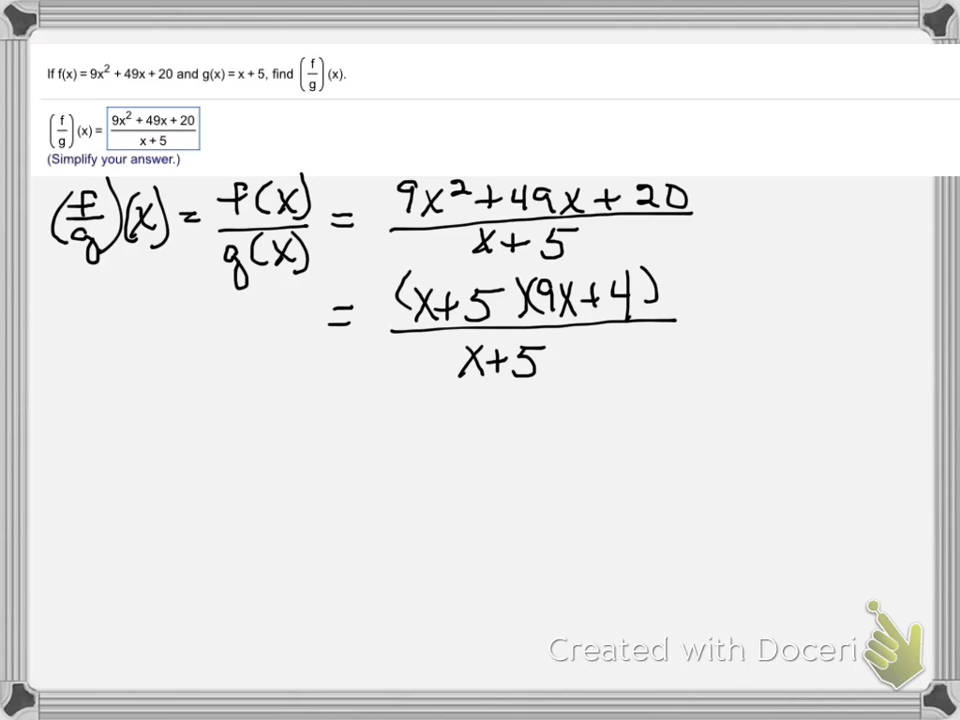 If f(x) = 9x² + 49x + 20 and g(x) = x + 5, find (f/g)(x).
(f/g)(x) = (9x² + 49x + 20)/(x + 5)
(Simplify your answer.)
(f/g)(x) = f(x)/g(x) = (9x² + 49x + 20)/(x + 5)
= (x+5)(9x+4)/(x+5)
Created with Doceri